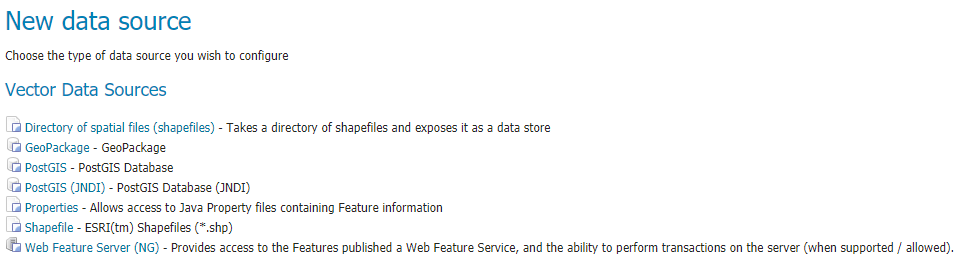 New data source
Choose the type of data source you wish to configure
Vector Data Sources
Directory of spatial files (shapefiles) - Takes a directory of shapefiles and exposes it as a data store
GeoPackage - GeoPackage
PostGIS - PostGIS Database
PostGIS (JNDI) - PostGIS Database (JNDI)
Properties - Allows access to Java Property files containing Feature information
Shapefile - ESRI(tm) Shapefiles (*.shp)
Web Feature Server (NG) - Provides access to the Features published a Web Feature Service, and the ability to perform transactions on the server (when supported / allowed).